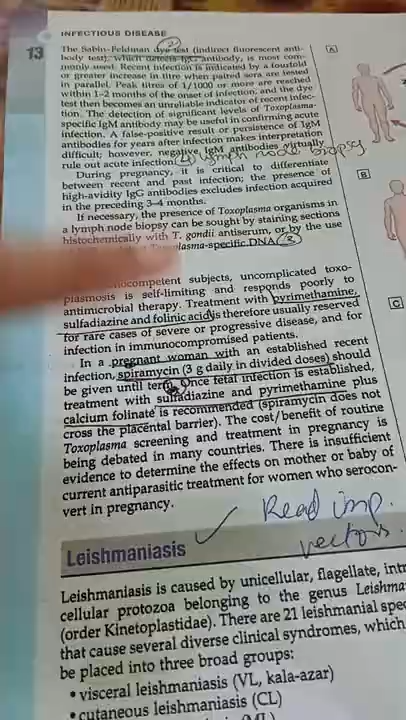 INFECTIOUS DISEASE
13
The Sabin-Feldman dye test (indirect fluorescent anti-
body test), which detects IgG antibody, is most com-
monly used. Recent infection is indicated by a fourfold
or greater increase in titre when paired sera are tested
in parallel. Peak titres of 1/1000 or more are reached
within 1–2 months of the onset of infection, and the dye
test then becomes an unreliable indicator of recent infec-
tion. The detection of significant levels of Toxoplasma-
specific IgM antibody may be useful in confirming acute
infection. A false-positive result or persistence of IgM
antibodies for years after infection makes interpretation
difficult; however, negative IgM antibodies virtually
rule out acute infection. lymph node biopsy
During pregnancy, it is critical to differentiate
between recent and past infection; the presence of
high-avidity IgG antibodies excludes infection acquired
in the preceding 3–4 months.
If necessary, the presence of Toxoplasma organisms in
a lymph node biopsy can be sought by staining sections
histochemically with T. gondii antiserum, or by the use
plasma-specific DNA 3
nocompetent subjects, uncomplicated toxo-
plasmosis is self-limiting and responds poorly to
antimicrobial therapy. Treatment with pyrimethamine,
sulfadiazine and folinic acid is therefore usually reserved
for rare cases of severe or progressive disease, and for
infection in immunocompromised patients.
In a pregnant woman with an established recent
infection, spiramycin (3 g daily in divided doses) should
be given until term. Once fetal infection is established,
treatment with sulfadiazine and pyrimethamine plus
calcium folinate is recommended (spiramycin does not
cross the placental barrier). The cost/benefit of routine
Toxoplasma screening and treatment in pregnancy is
being debated in many countries. There is insufficient
evidence to determine the effects on mother or baby of
current antiparasitic treatment for women who serocon-
vert in pregnancy.
Read imp.
vectors.
Leishmaniasis
Leishmaniasis is caused by unicellular, flagellate, intr
cellular protozoa belonging to the genus Leishma
(order Kinetoplastidae). There are 21 leishmanial spe
that cause several diverse clinical syndromes, which
be placed into three broad groups:
• visceral leishmaniasis (VL, kala-azar)
• cutaneous leishmaniasis (CL)
A
B
C